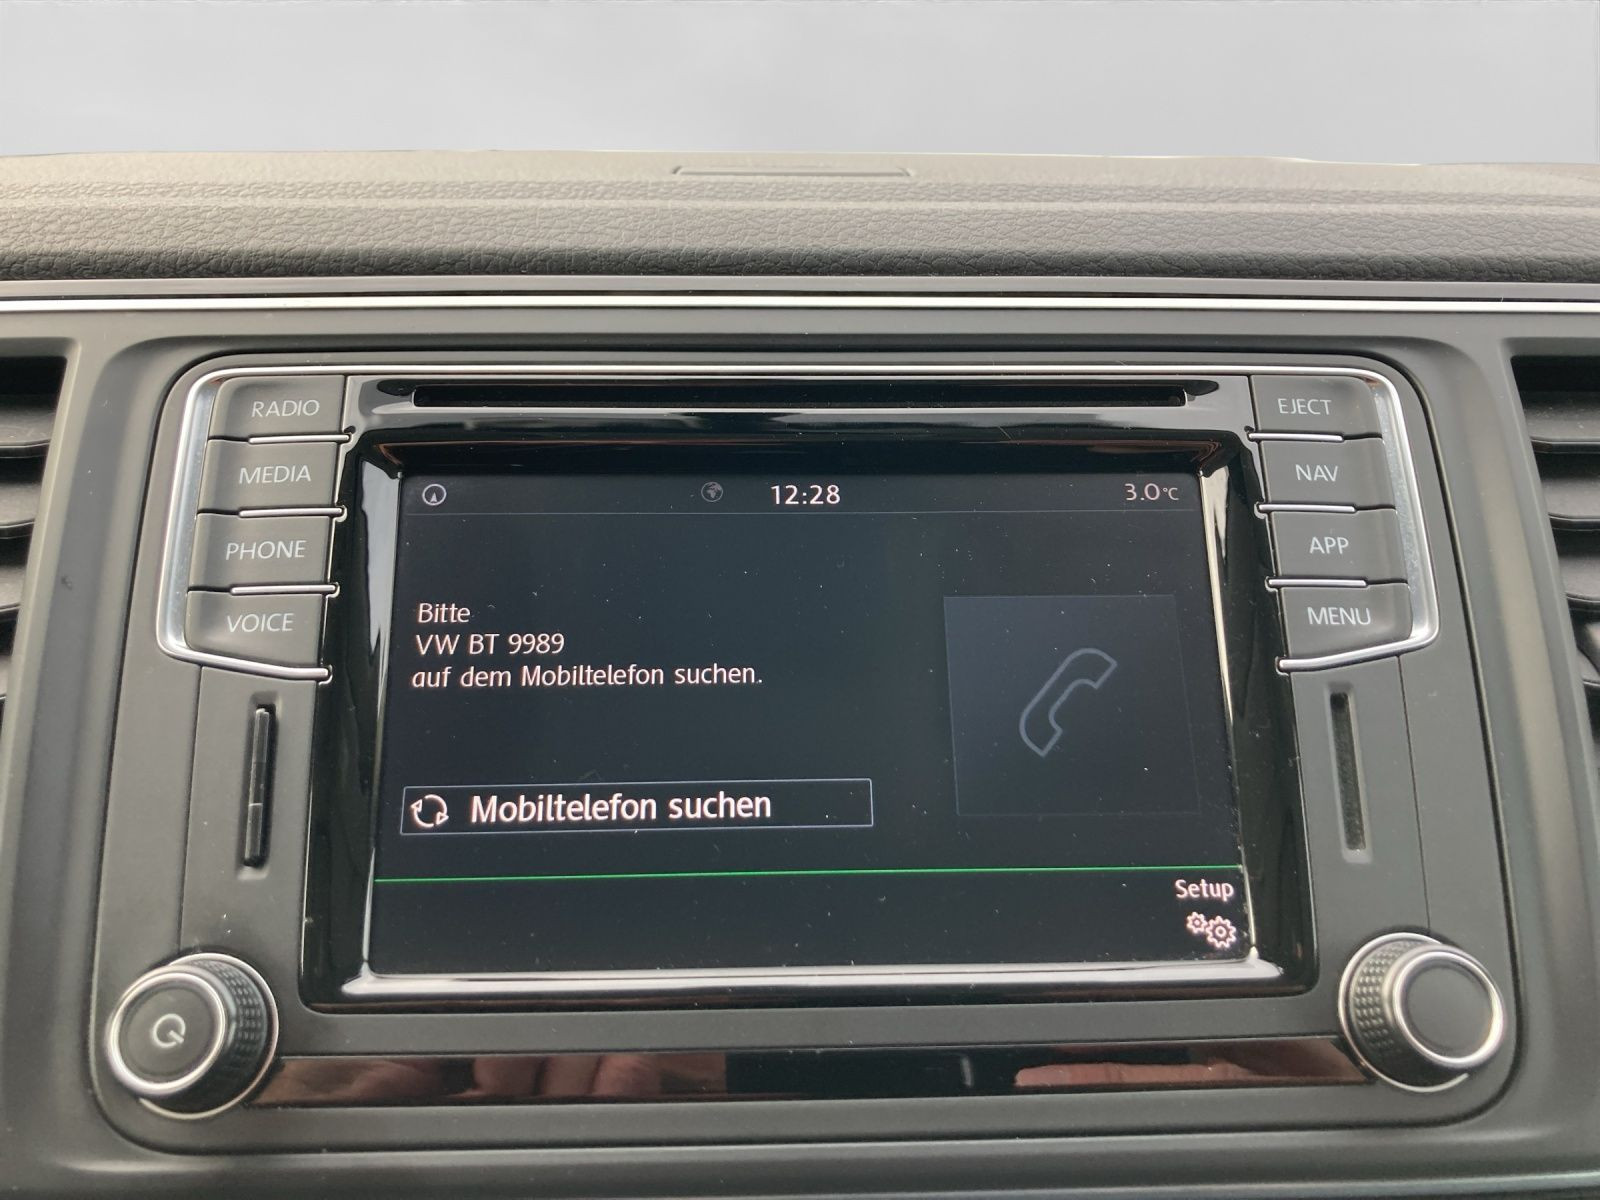 RADIO
MEDIA
PHONE
VOICE
EJECT
NAV
APP
MENU
12:28
3.0°C
Bitte
VW BT 9989
auf dem Mobiltelefon suchen.
Mobiltelefon suchen
Setup